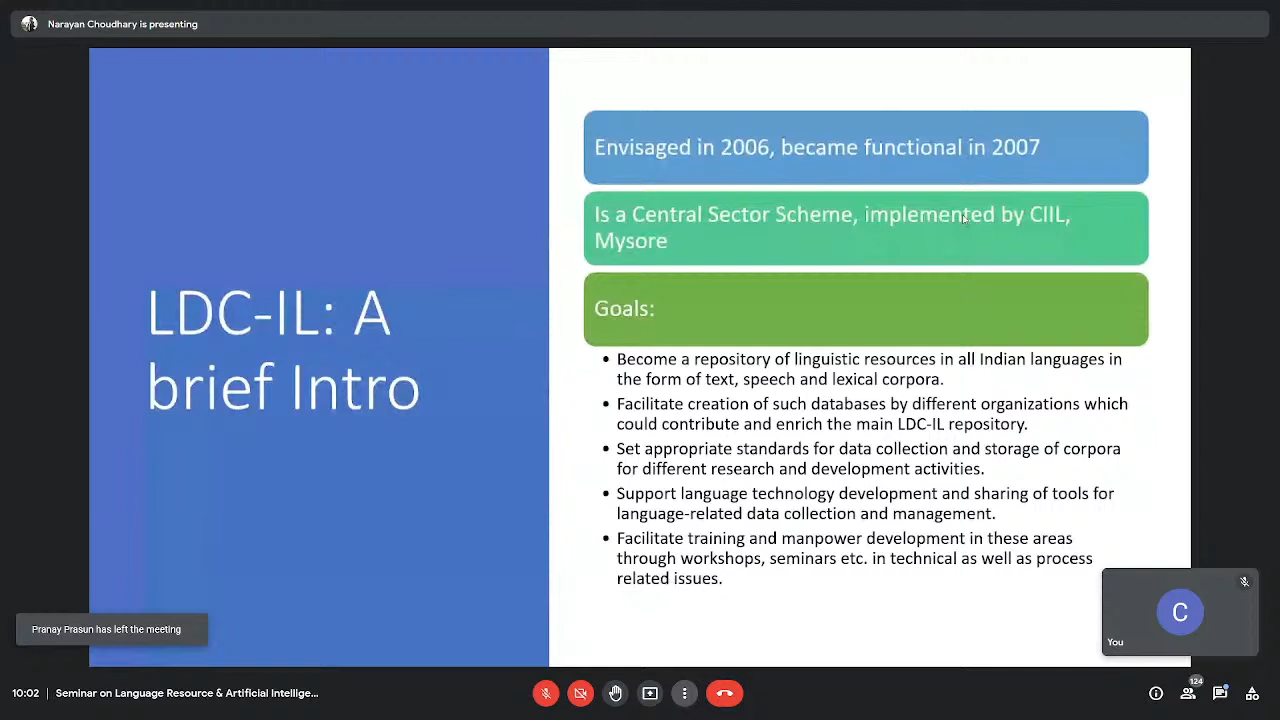 Narayan Choudhary is presenting
LDC-IL: A
brief Intro
Envisaged in 2006, became functional in 2007
Is a Central Sector Scheme, implemented by CIIL,
Mysore
Goals:
• Become a repository of linguistic resources in all Indian languages in
the form of text, speech and lexical corpora.
• Facilitate creation of such databases by different organizations which
could contribute and enrich the main LDC-IL repository.
• Set appropriate standards for data collection and storage of corpora
for different research and development activities.
• Support language technology development and sharing of tools for
language-related data collection and management.
• Facilitate training and manpower development in these areas
through workshops, seminars etc. in technical as well as process
related issues.
C
You
Pranay Prasun has left the meeting
10:02 | Seminar on Language Resource & Artificial Intellige...
124